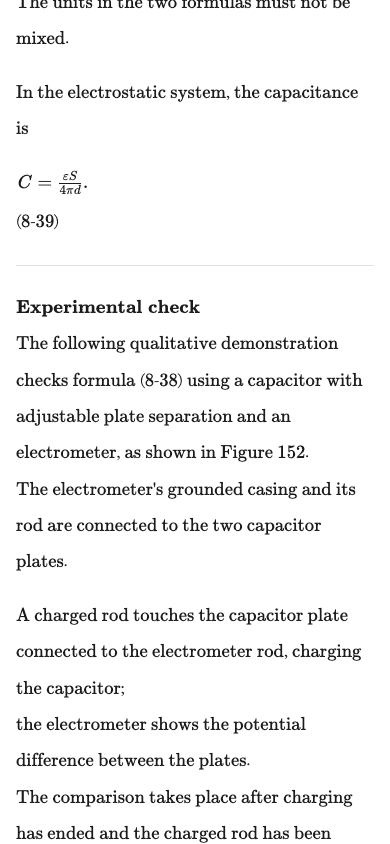 The units in the two formulas must not be
mixed.
In the electrostatic system, the capacitance
is
C = εS/4πd.
(8-39)
Experimental check
The following qualitative demonstration
checks formula (8-38) using a capacitor with
adjustable plate separation and an
electrometer, as shown in Figure 152.
The electrometer's grounded casing and its
rod are connected to the two capacitor
plates.
A charged rod touches the capacitor plate
connected to the electrometer rod, charging
the capacitor;
the electrometer shows the potential
difference between the plates.
The comparison takes place after charging
has ended and the charged rod has been